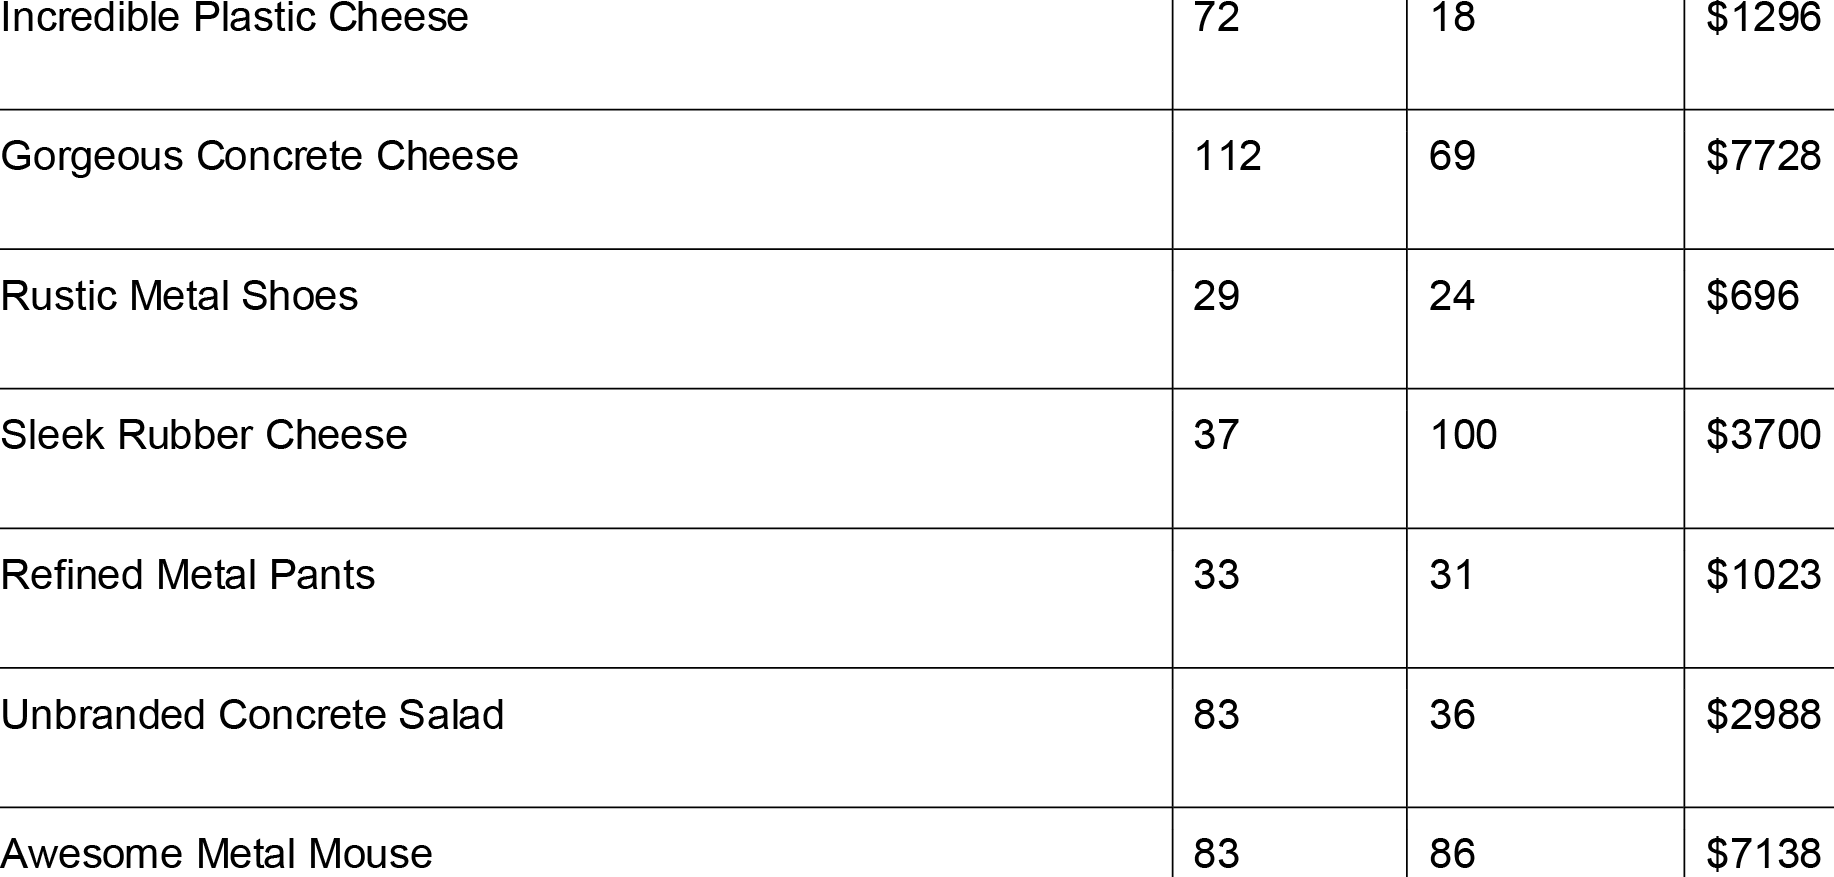 Incredible Plastic Cheese 72 18 $1296
Gorgeous Concrete Cheese 112 69 $7728
Rustic Metal Shoes 29 24 $696
Sleek Rubber Cheese 37 100 $3700
Refined Metal Pants 33 31 $1023
Unbranded Concrete Salad 83 36 $2988
Awesome Metal Mouse 83 86 $7138